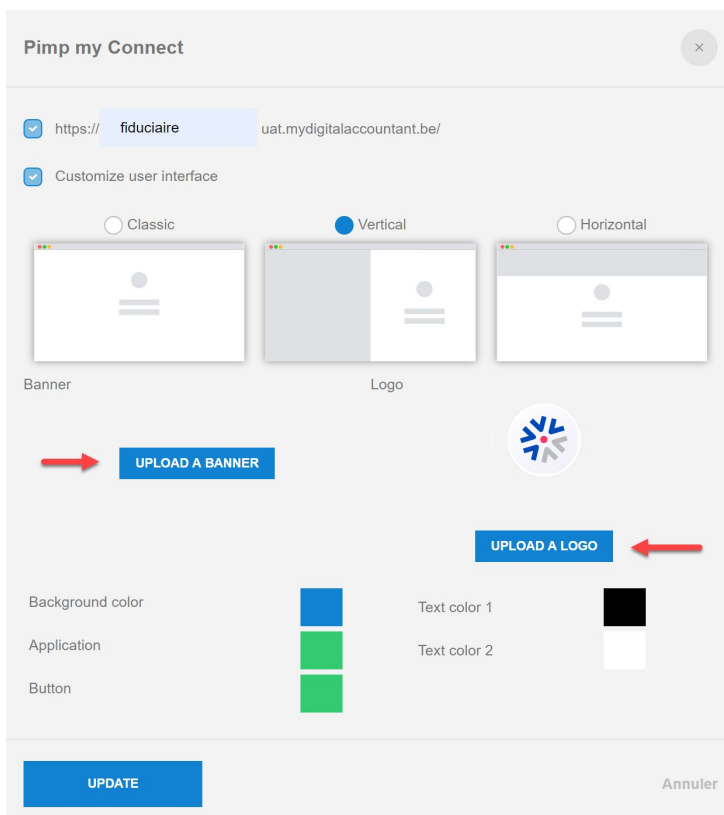 Pimp my Connect
×
https:// fiduciaire uat.mydigitalaccountant.be/
Customize user interface
Classic Vertical Horizontal
Banner Logo
UPLOAD A BANNER
UPLOAD A LOGO
Background color Text color 1
Application Text color 2
Button
UPDATE Annuler